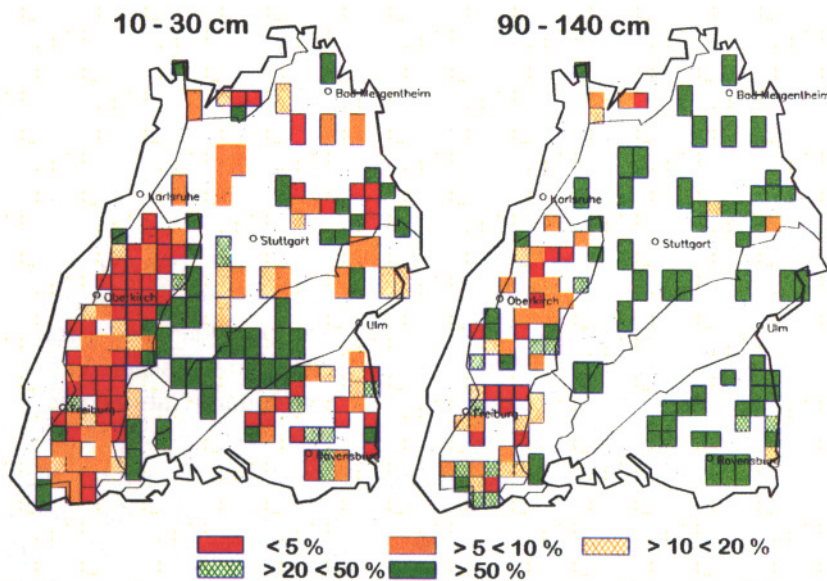 10 - 30 cm
90 - 140 cm
Bad Mergentheim
Bad Mergentheim
Karlsruhe
Karlsruhe
Stuttgart
Stuttgart
Oberkirch
Oberkirch
Ulm
Ulm
Freiburg
Freiburg
Ravensburg
Ravensburg
< 5 %
> 5 < 10 %
> 10 < 20 %
> 20 < 50 %
> 50 %